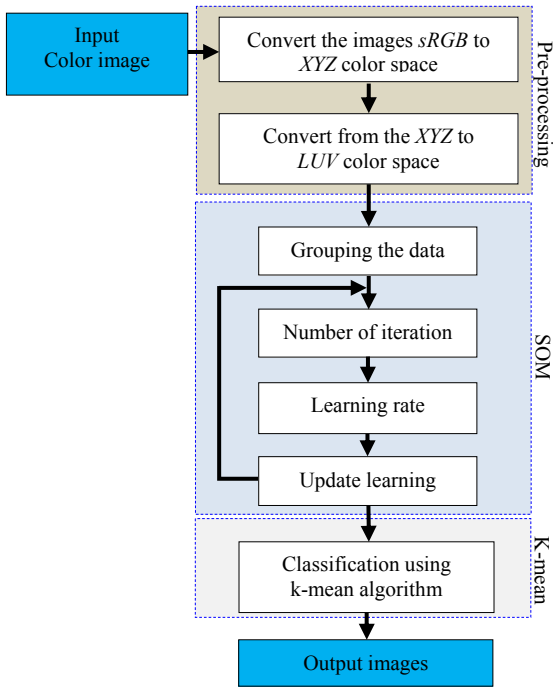 Input
Color image
Convert the images sRGB to
XYZ color space
Convert from the XYZ to
LUV color space
Pre-processing
Grouping the data
Number of iteration
Learning rate
Update learning
SOM
Classification using
k-mean algorithm
K-mean
Output images